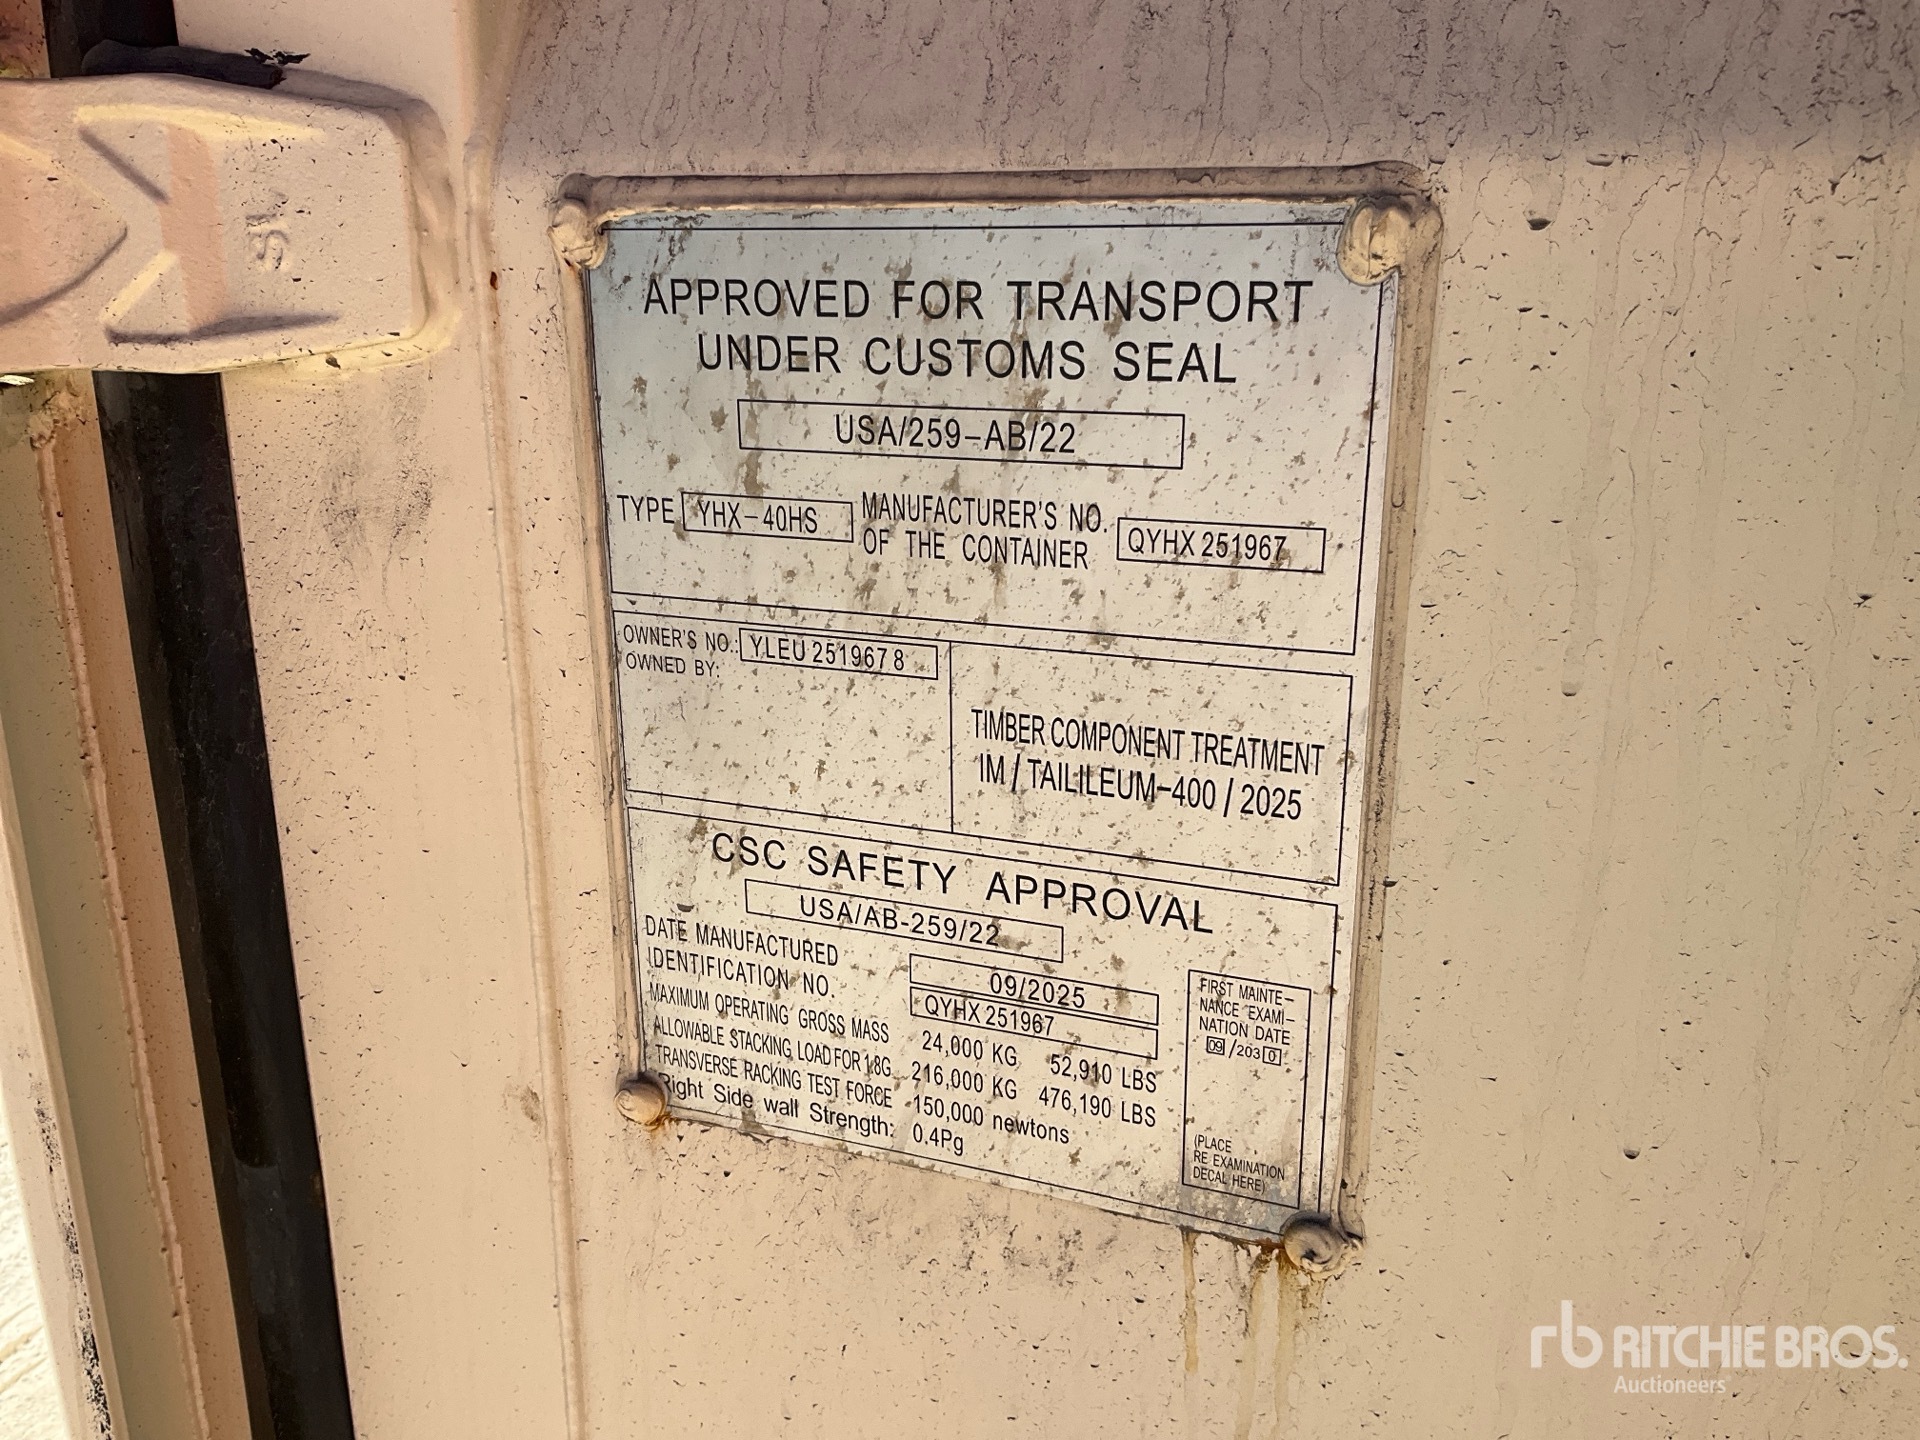 APPROVED FOR TRANSPORT
UNDER CUSTOMS SEAL
USA/259-AB/22
TYPE YHX-40HS MANUFACTURER'S NO.
OF THE CONTAINER QYHX 251967
OWNER'S NO.: YLEU 251967 8
OWNED BY:
TIMBER COMPONENT TREATMENT
IM / TAILILEUM-400 / 2025
CSC SAFETY APPROVAL
USA/AB-259/22
DATE MANUFACTURED 09/2025
IDENTIFICATION NO. QYHX 251967
MAXIMUM OPERATING GROSS MASS 24,000 KG 52,910 LBS
ALLOWABLE STACKING LOAD FOR 1.8G 216,000 KG 476,190 LBS
TRANSVERSE RACKING TEST FORCE 150,000 newtons
Right Side wall Strength: 0.4Pg
FIRST MAINTE-
NANCE EXAMI-
NATION DATE
09/2030
(PLACE
RE EXAMINATION
DECAL HERE)
rb RITCHIE BROS.
Auctioneers